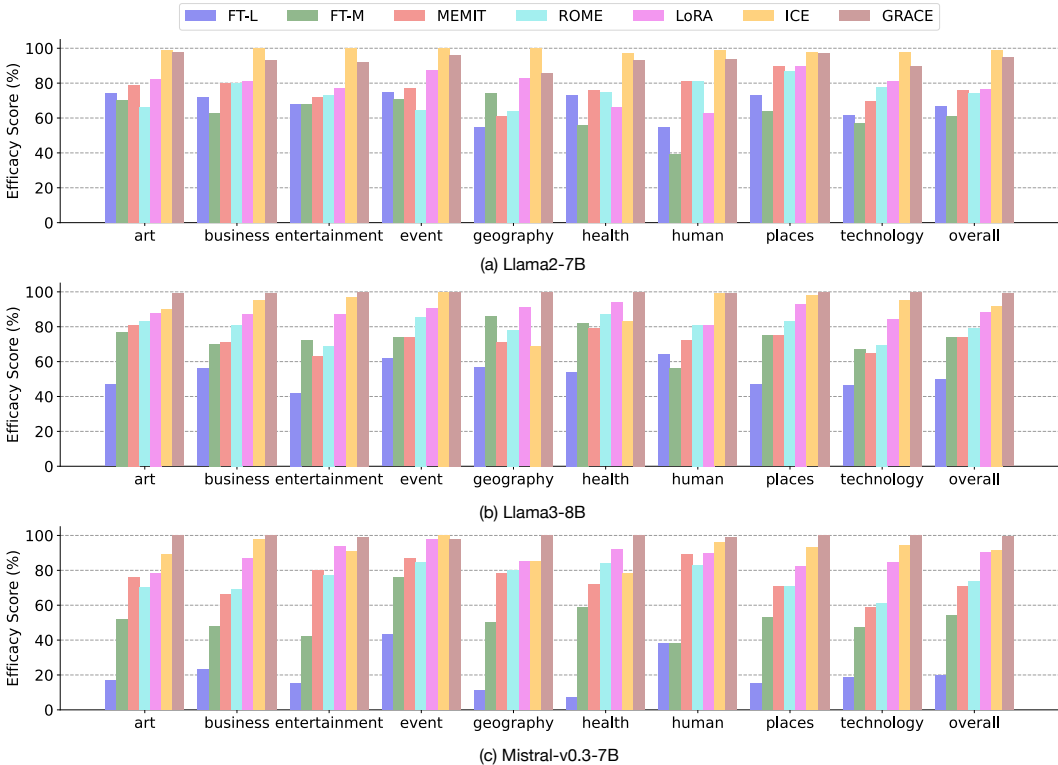 FT-L FT-M MEMIT ROME LoRA ICE GRACE
Efficacy Score (%)
100
80
60
40
20
0
art business entertainment event geography health human places technology overall
(a) Llama2-7B
Efficacy Score (%)
100
80
60
40
20
0
art business entertainment event geography health human places technology overall
(b) Llama3-8B
Efficacy Score (%)
100
80
60
40
20
0
art business entertainment event geography health human places technology overall
(c) Mistral-v0.3-7B